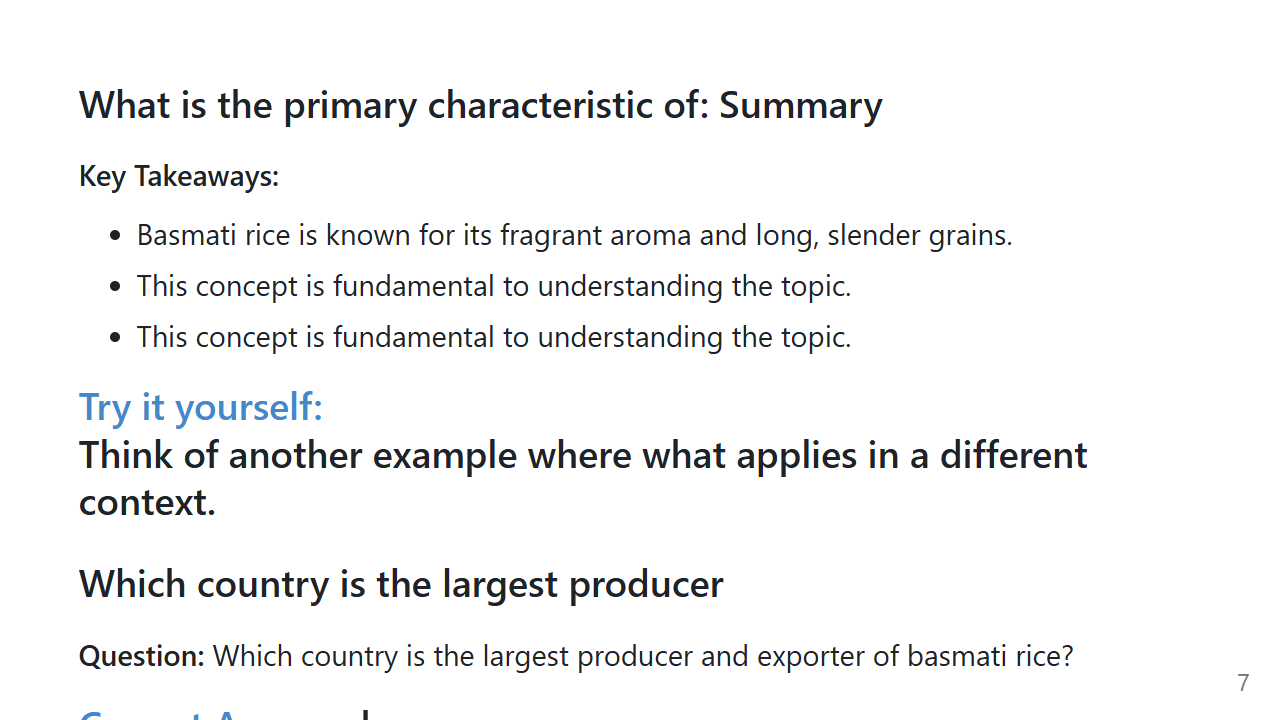 What is the primary characteristic of: Summary
Key Takeaways:
• Basmati rice is known for its fragrant aroma and long, slender grains.
• This concept is fundamental to understanding the topic.
• This concept is fundamental to understanding the topic.
Try it yourself:
Think of another example where what applies in a different
context.
Which country is the largest producer
Question: Which country is the largest producer and exporter of basmati rice?
7